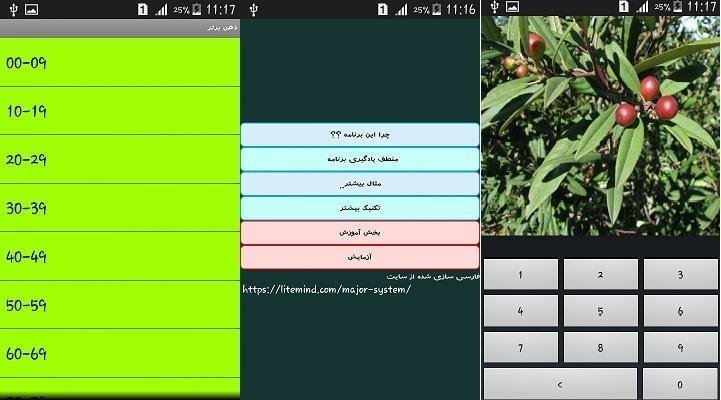 1 25% 11:17
ذهن برتر
00-09
10-19
20-29
30-39
40-49
50-59
60-69
1 25% 11:16
چرا این برنامه ؟؟
منطق یادگیری برنامه
مثال بیشتر..
تکنیک بیشتر
بخش آموزش
آزمایش
فارسی سازی شده از سایت
https://litemind.com/major-system/
1 25% 11:17
1 2 3
4 5 6
7 8 9
< 0